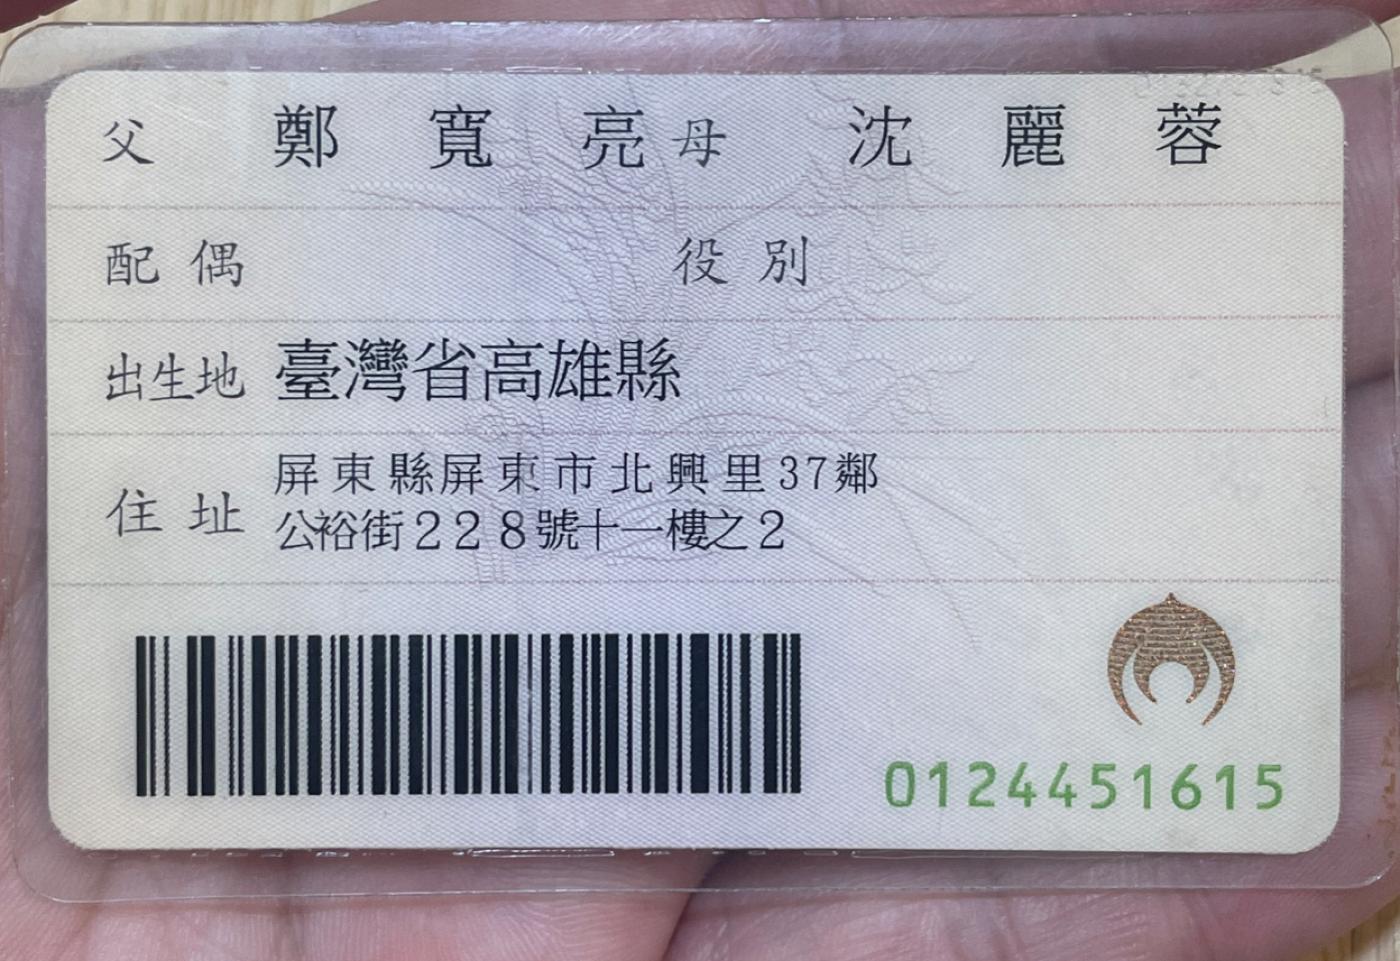 父 鄭寬亮 母 沈麗蓉
配偶 役別
出生地 臺灣省高雄縣
住址 屏東縣屏東市北興里37鄰
公裕街228號十一樓之2
0124451615